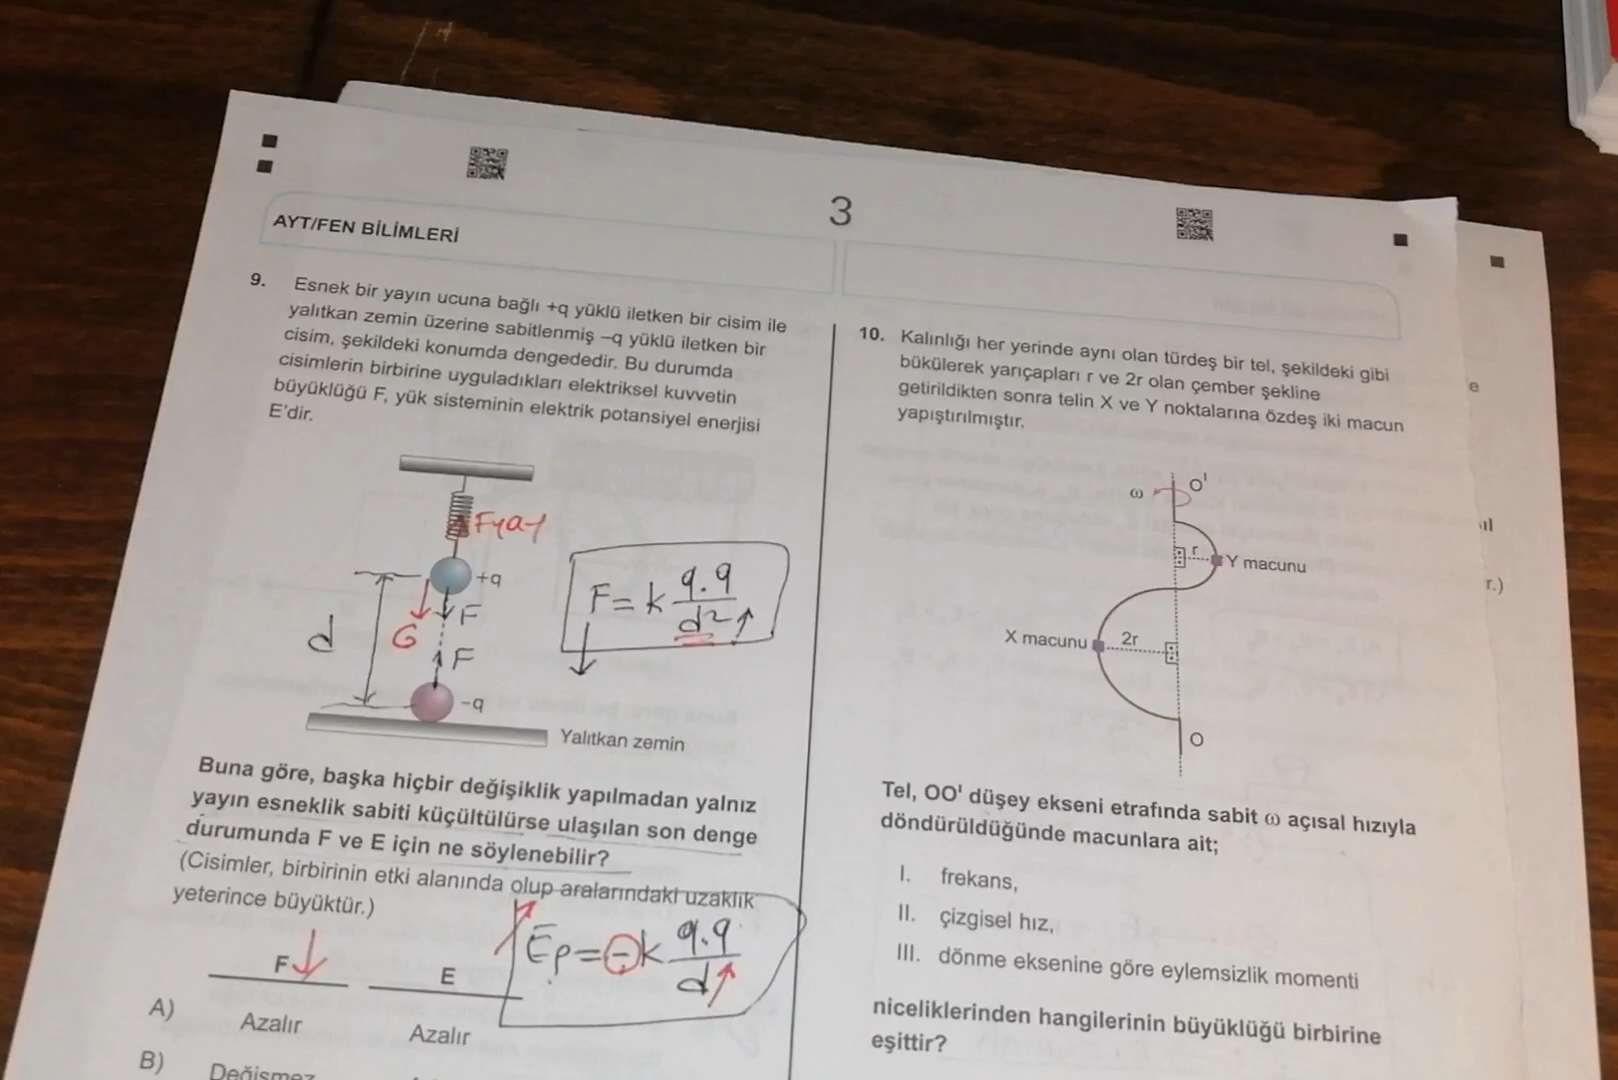 3
AYT/FEN BİLİMLERİ
9. Esnek bir yayın ucuna bağlı +q yüklü iletken bir cisim ile
yalıtkan zemin üzerine sabitlenmiş –q yüklü iletken bir
cisim, şekildeki konumda dengededir. Bu durumda
cisimlerin birbirine uyguladıkları elektriksel kuvvetin
büyüklüğü F, yük sisteminin elektrik potansiyel enerjisi
E'dir.
Fyay
+q
G
F
d
F
-q
Yalıtkan zemin
F = k q.q / d² ↑
↓
Buna göre, başka hiçbir değişiklik yapılmadan yalnız
yayın esneklik sabiti küçültülürse ulaşılan son denge
durumunda F ve E için ne söylenebilir?
(Cisimler, birbirinin etki alanında olup aralarındaki uzaklık
yeterince büyüktür.)
Ep = -k q.q / d ↑
F ↓ E
A) Azalır Azalır
B) Değişmez
10. Kalınlığı her yerinde aynı olan türdeş bir tel, şekildeki gibi
bükülerek yarıçapları r ve 2r olan çember şekline
getirildikten sonra telin X ve Y noktalarına özdeş iki macun
yapıştırılmıştır.
ω O'
r Y macunu
X macunu 2r
O
Tel, OO' düşey ekseni etrafında sabit ω açısal hızıyla
döndürüldüğünde macunlara ait;
I. frekans,
II. çizgisel hız,
III. dönme eksenine göre eylemsizlik momenti
niceliklerinden hangilerinin büyüklüğü birbirine
eşittir?
e
ıl
r.)